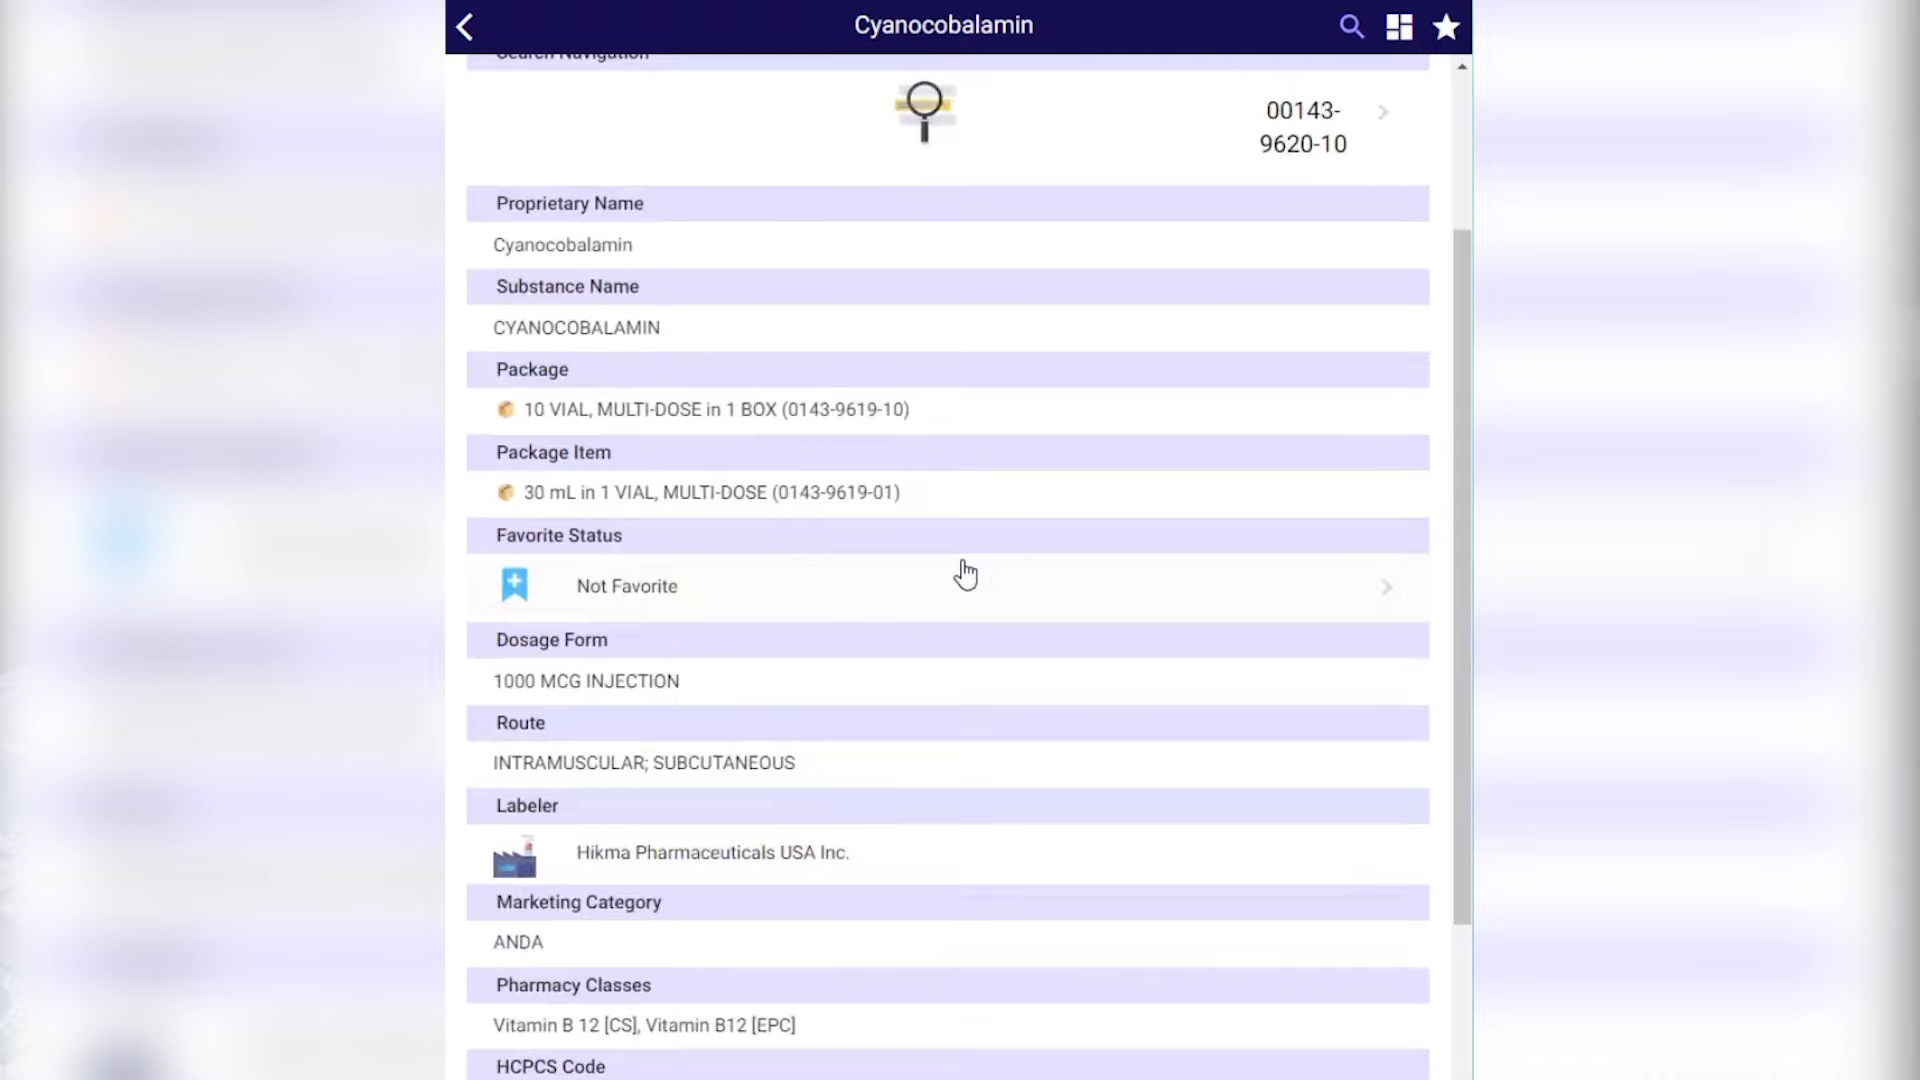 Cyanocobalamin
Search Navigation
00143-
9620-10
Proprietary Name
Cyanocobalamin
Substance Name
CYANOCOBALAMIN
Package
10 VIAL, MULTI-DOSE in 1 BOX (0143-9619-10)
Package Item
30 mL in 1 VIAL, MULTI-DOSE (0143-9619-01)
Favorite Status
Not Favorite
Dosage Form
1000 MCG INJECTION
Route
INTRAMUSCULAR; SUBCUTANEOUS
Labeler
Hikma Pharmaceuticals USA Inc.
Marketing Category
ANDA
Pharmacy Classes
Vitamin B 12 [CS], Vitamin B12 [EPC]
HCPCS Code